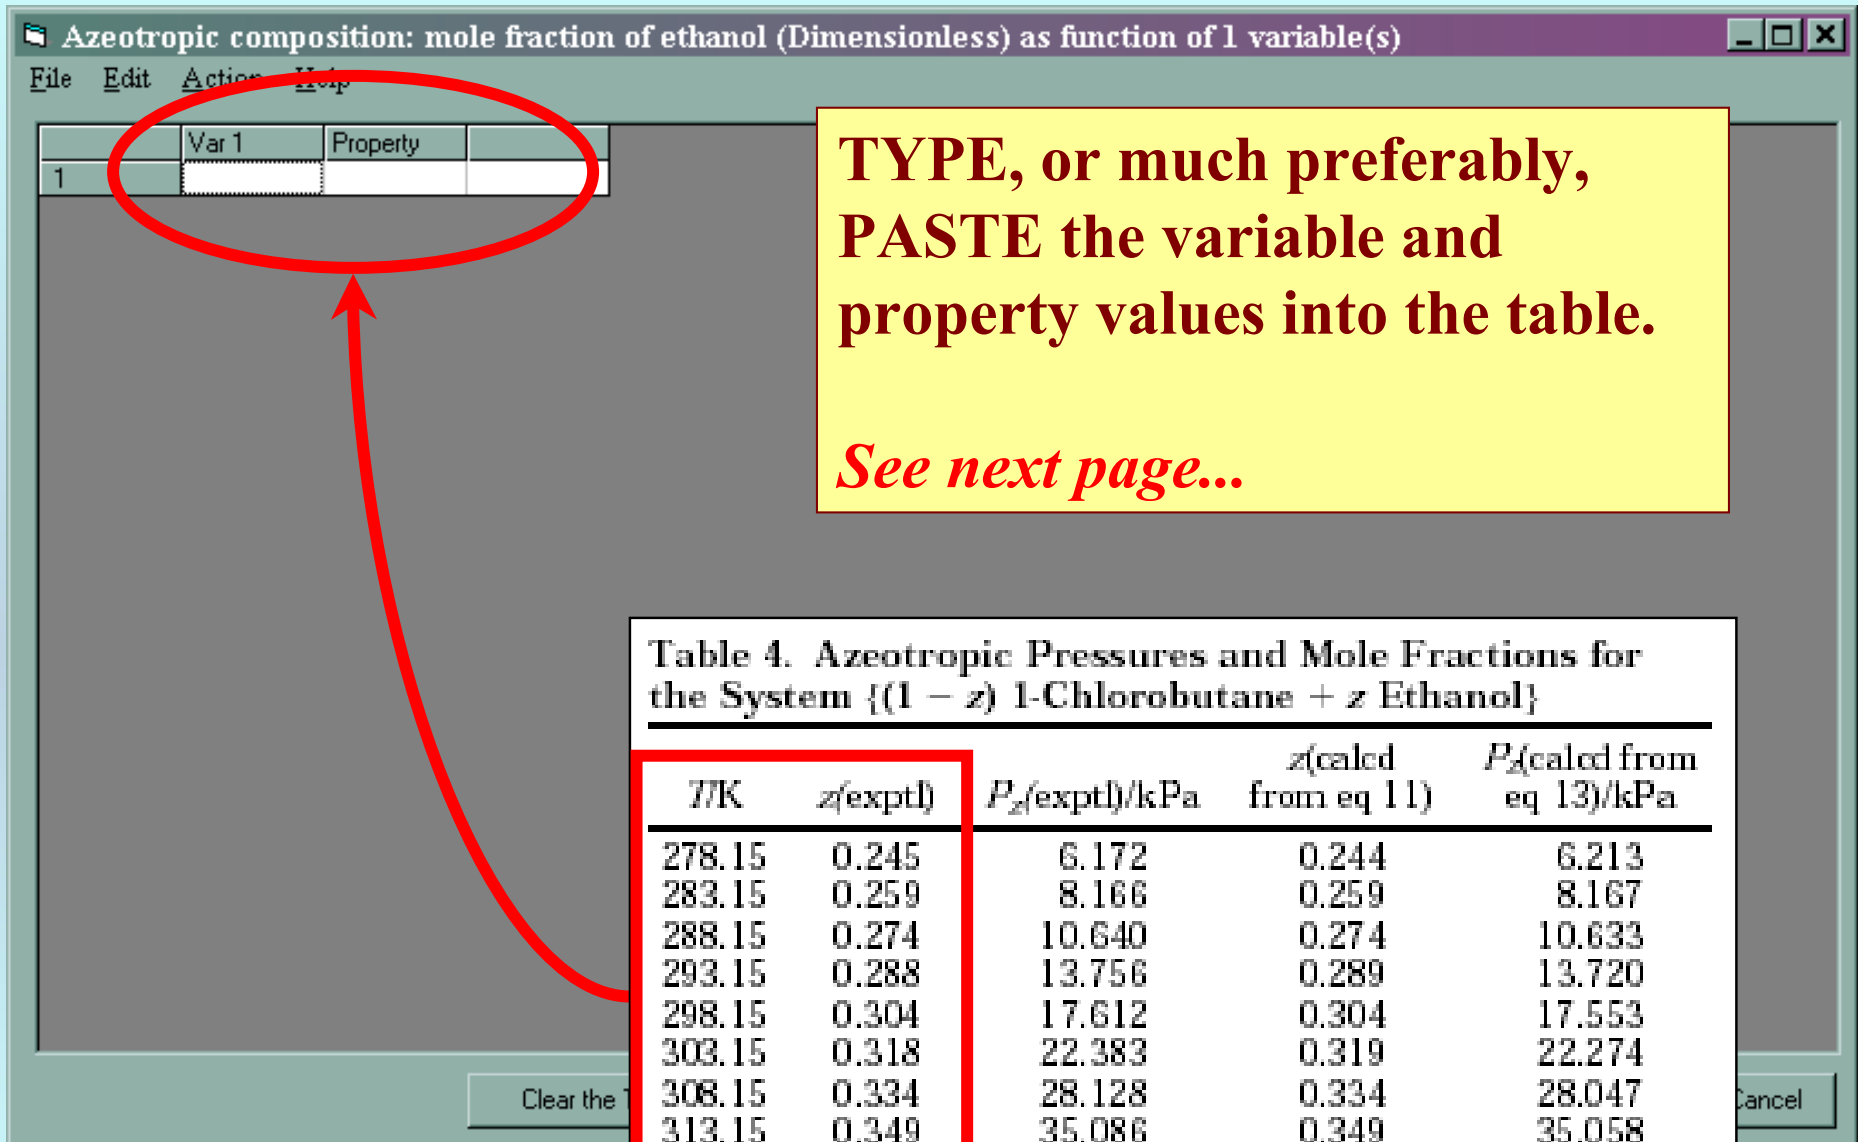 Azeotropic composition: mole fraction of ethanol (Dimensionless) as function of 1 variable(s)
File Edit Action Help
Var 1 Property
1
TYPE, or much preferably,
PASTE the variable and
property values into the table.
See next page...
Table 4. Azeotropic Pressures and Mole Fractions for
the System {(1 − z) 1-Chlorobutane + z Ethanol}
T/K z(exptl) Pz(exptl)/kPa z(calcd from eq 11) Pz(calcd from eq 13)/kPa
278.15 0.245 6.172 0.244 6.213
283.15 0.259 8.166 0.259 8.167
288.15 0.274 10.640 0.274 10.633
293.15 0.288 13.756 0.289 13.720
298.15 0.304 17.612 0.304 17.553
303.15 0.318 22.383 0.319 22.274
308.15 0.334 28.128 0.334 28.047
313.15 0.349 35.086 0.349 35.058
Clear the
Cancel